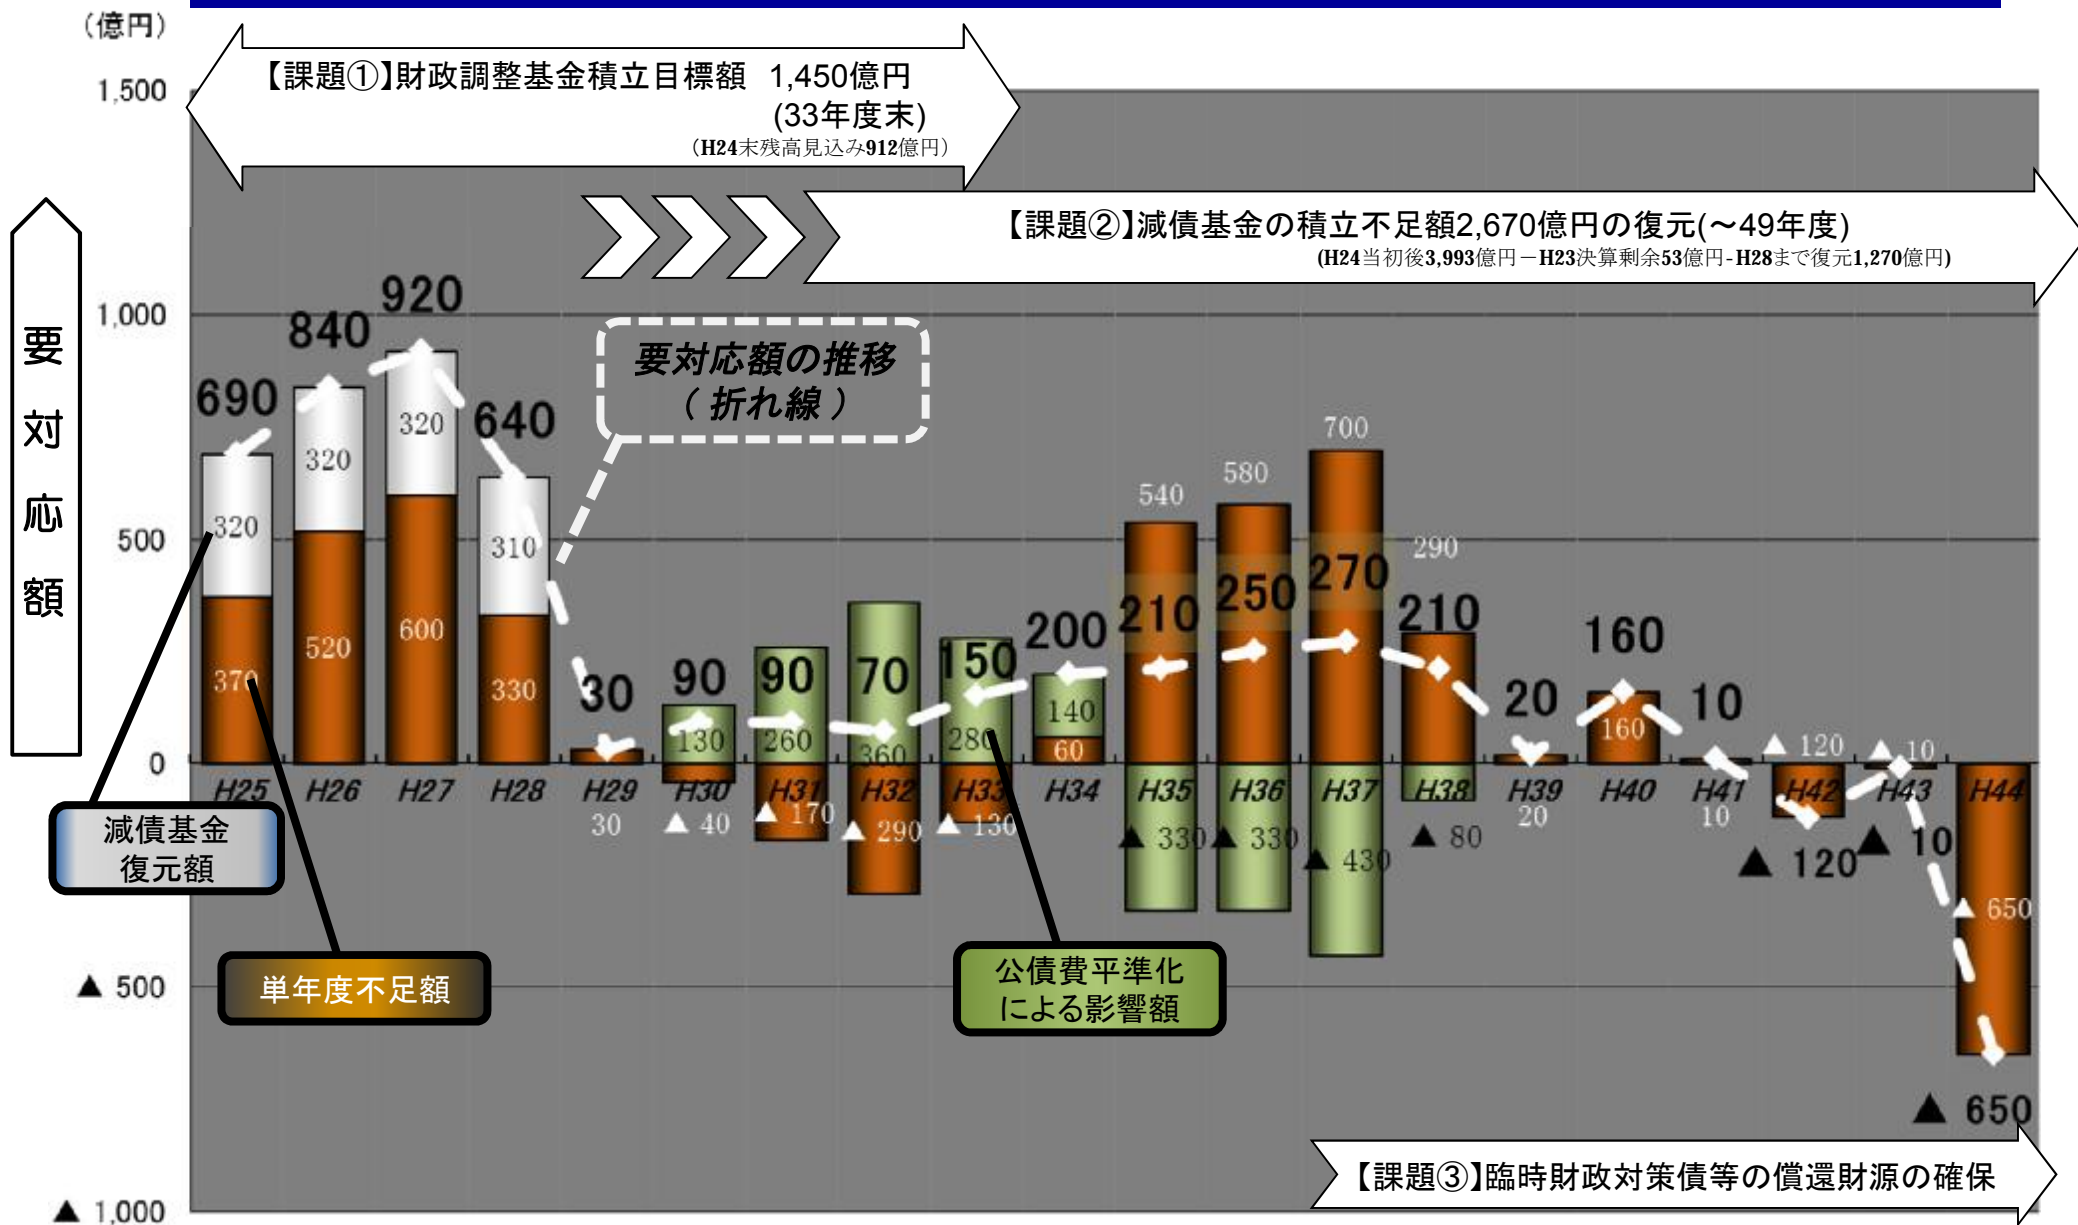 (億円)
【課題①】財政調整基金積立目標額　1,450億円
(33年度末)
（H24末残高見込み912億円）
【課題②】減債基金の積立不足額2,670億円の復元(～49年度)
(H24当初後3,993億円－H23決算剰余53億円-H28まで復元1,270億円)
要対応額
要対応額の推移
（折れ線）
1,500
1,000
500
0
▲ 500
▲ 1,000
690
840
920
640
30
90
90
70
150
200
210
250
270
210
20
160
10
▲ 120
▲ 10
▲ 650
320
320
320
310
370
520
600
330
30
130
260
360
280
140
60
▲ 40
▲ 170
▲ 290
▲ 130
540
580
700
290
▲ 330
▲ 330
▲ 430
▲ 80
20
160
10
▲ 120
▲ 10
▲ 650
H25
H26
H27
H28
H29
H30
H31
H32
H33
H34
H35
H36
H37
H38
H39
H40
H41
H42
H43
H44
減債基金
復元額
単年度不足額
公債費平準化
による影響額
【課題③】臨時財政対策債等の償還財源の確保